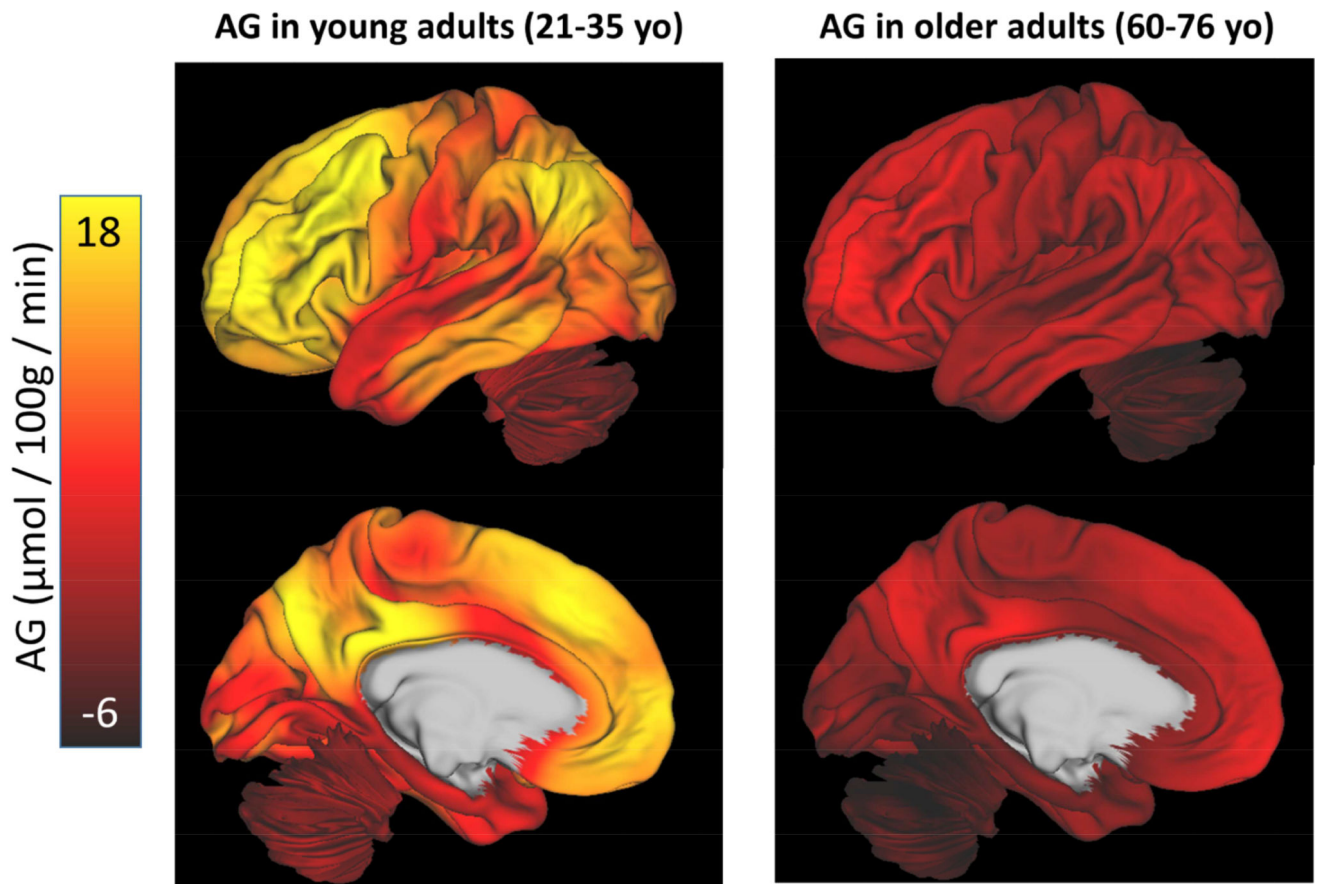 AG in young adults (21-35 yo)
AG in older adults (60-76 yo)
AG (µmol / 100g / min)
18
-6